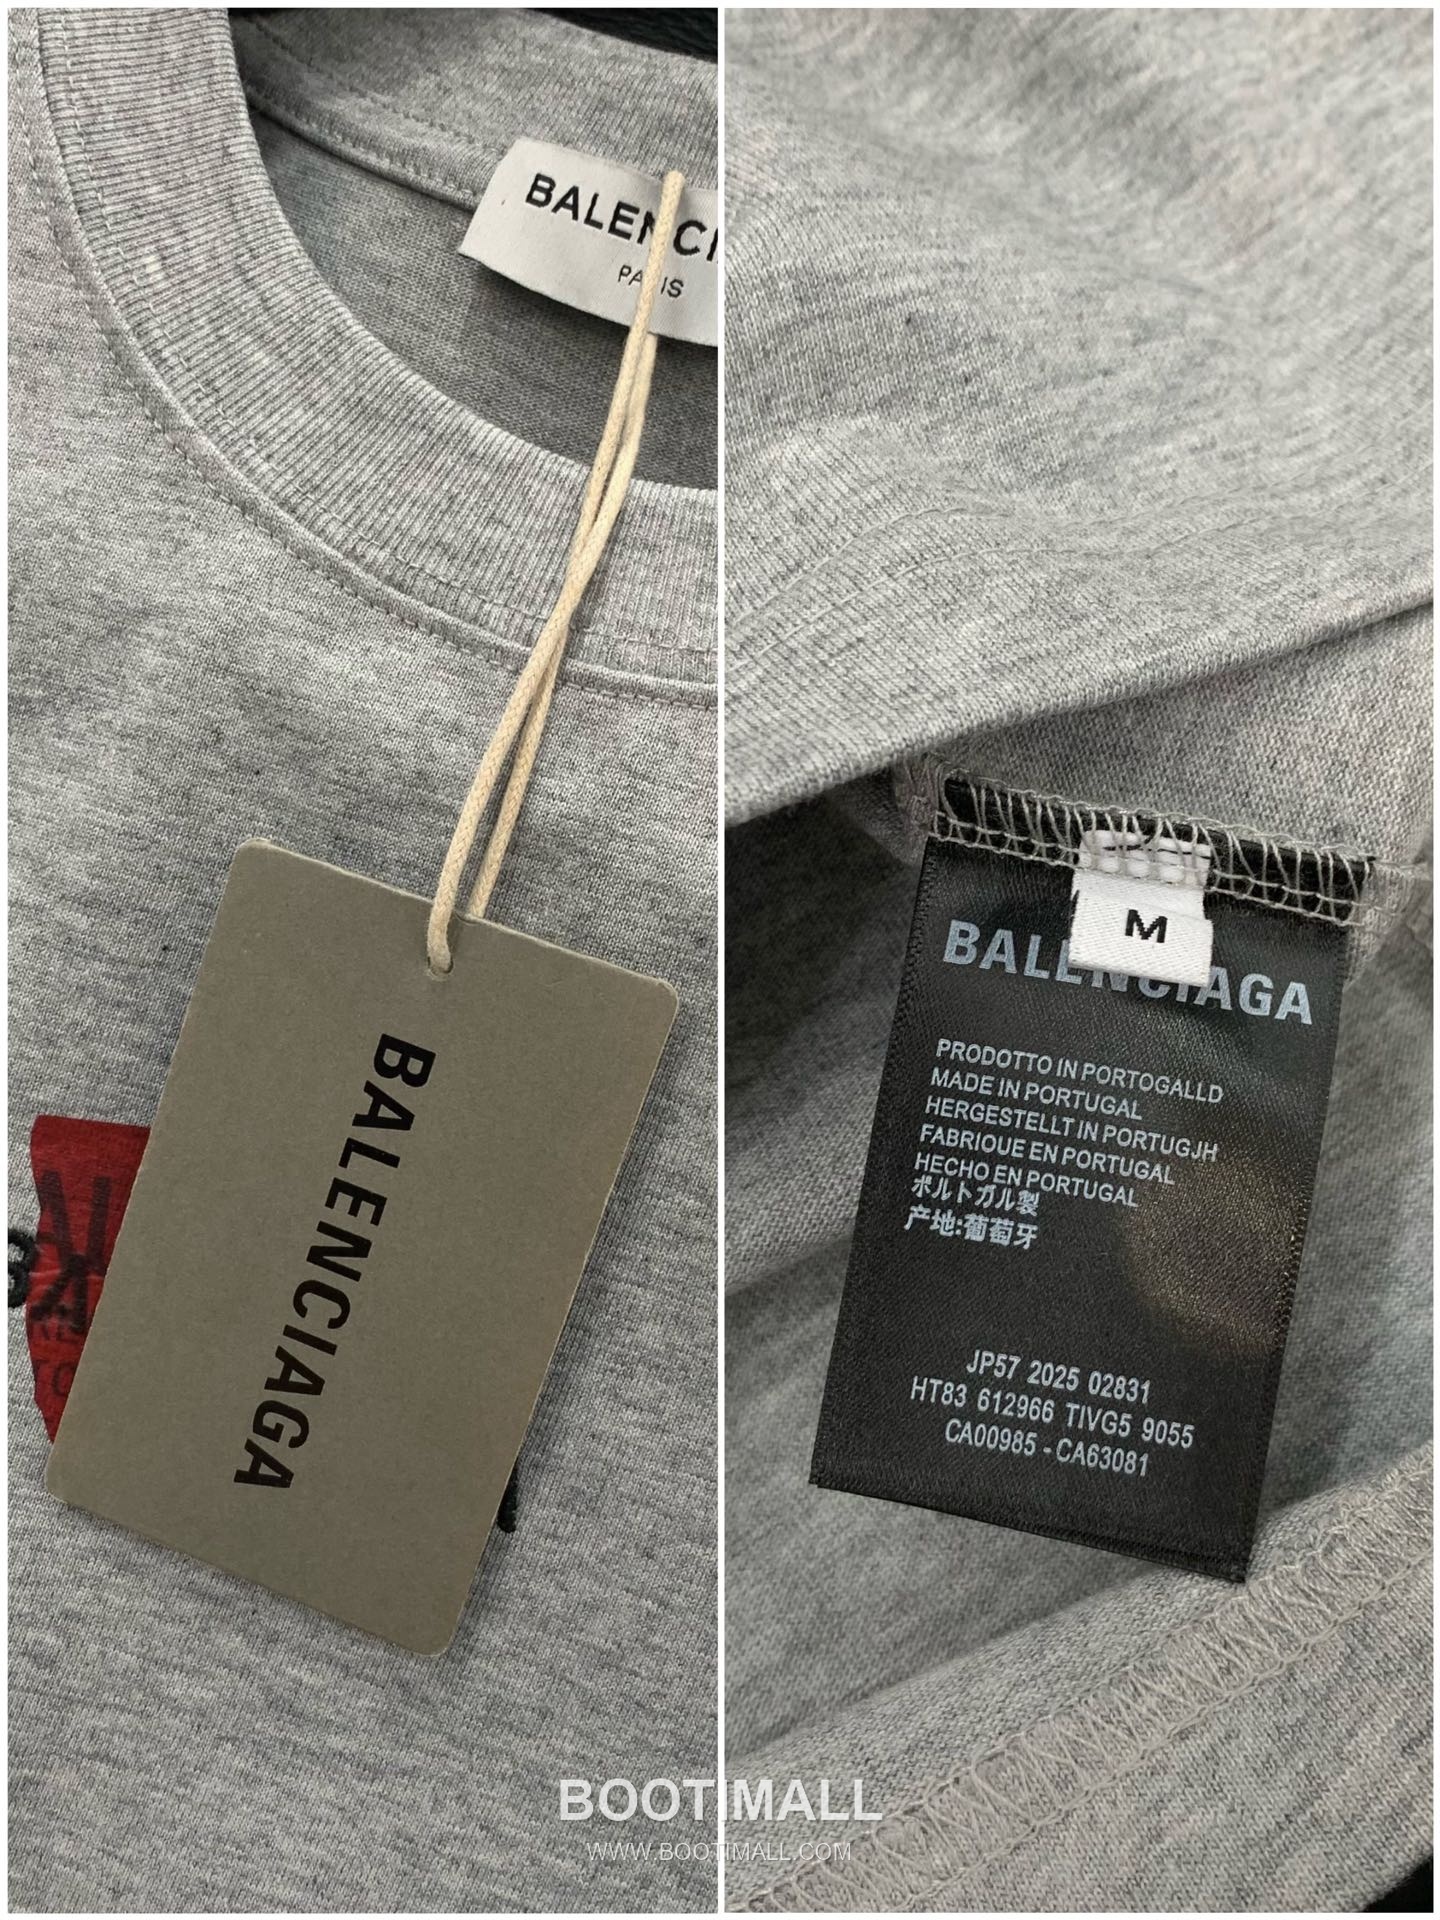 BALENCI
PARIS
BALENCIAGA
M
BALENCIAGA
PRODOTTO IN PORTOGALLD
MADE IN PORTUGAL
HERGESTELLT IN PORTUGJH
FABRIOUE EN PORTUGAL
HECHO EN PORTUGAL
ポルトガル製
产地:葡萄牙
JP57 2025 02831
HT83 612966 TIVG5 9055
CA00985 - CA63081
BOOTIMALL
WWW.BOOTIMALL.COM